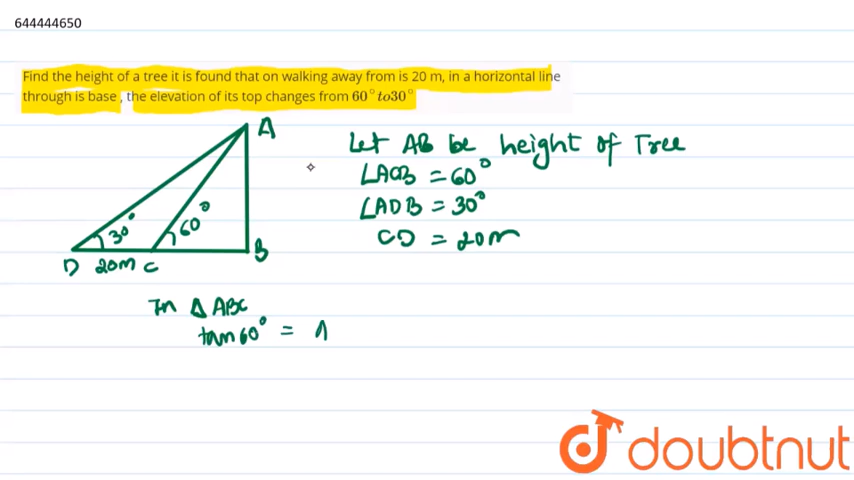 644444650
Find the height of a tree it is found that on walking away from is 20 m, in a horizontal line
through is base , the elevation of its top changes from 60° to30°
A
Let AB be height of Tree
∠ACB = 60°
∠ADB = 30°
CD = 20m
30°
60°
D 20m C
B
In Δ ABC
tan60° = A
doubtnut